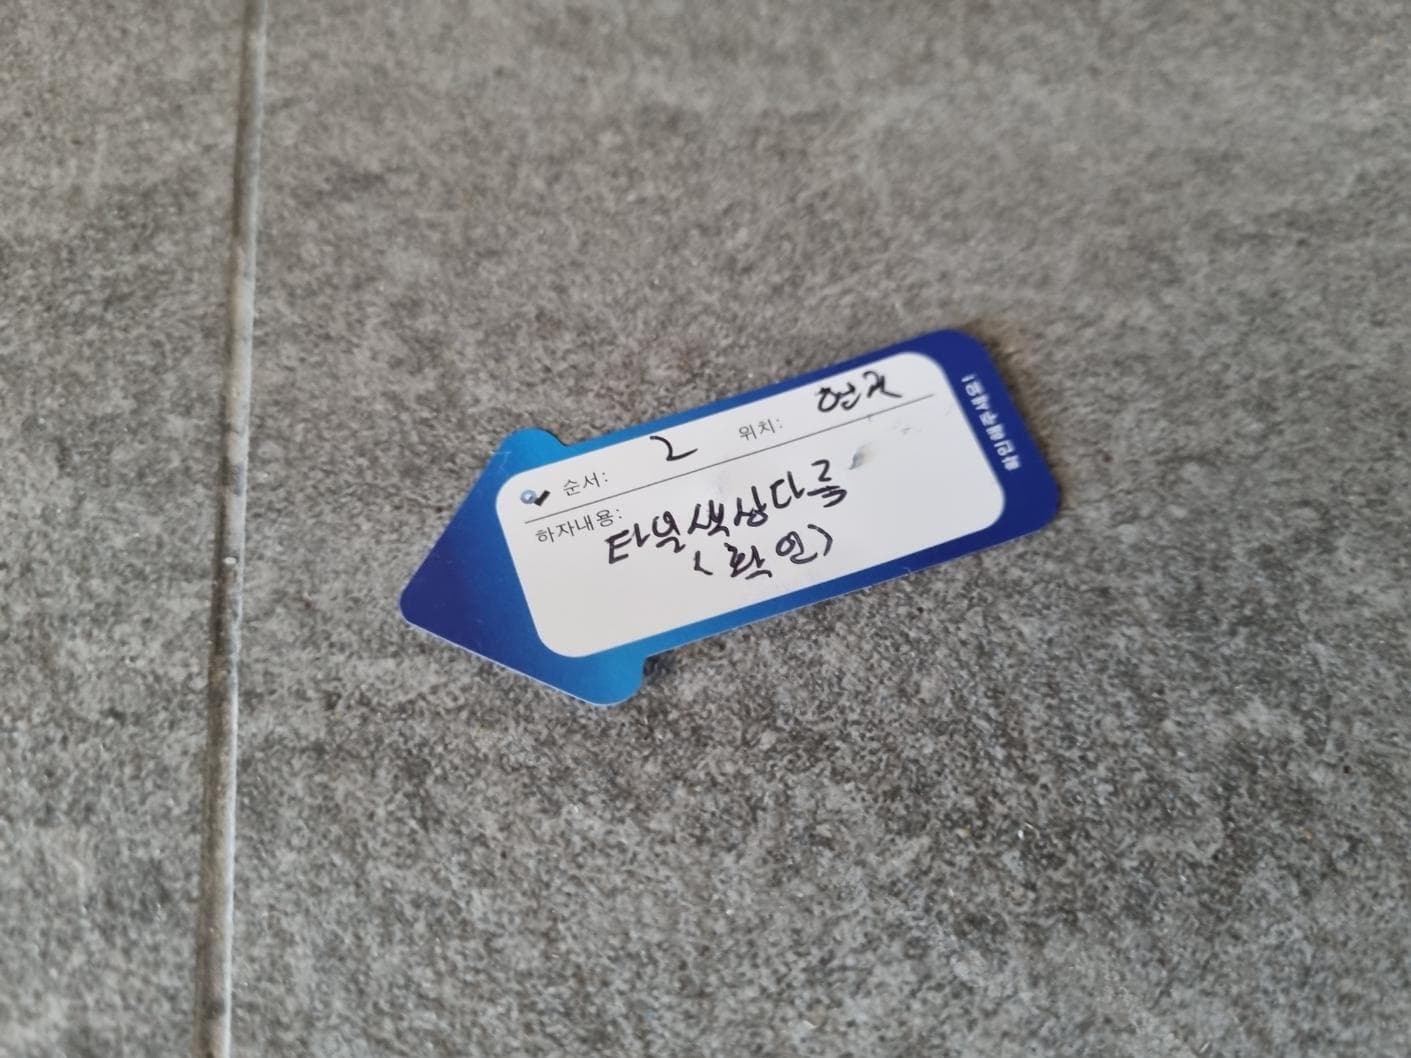 순서: 2 위치: 현관
하자내용: 타일색상다름
(확인)